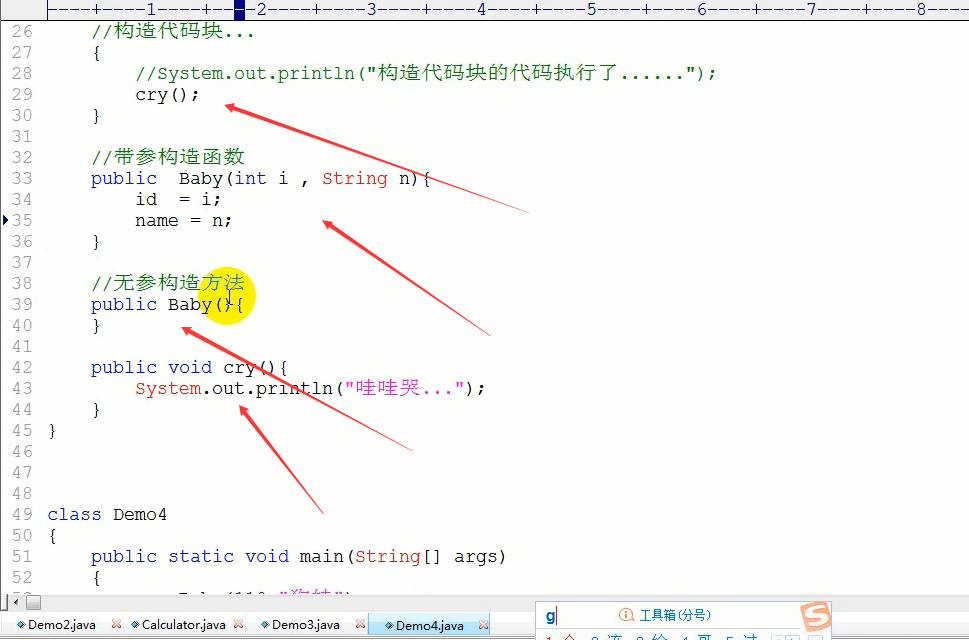 ----+----1----+----2----+----3----+----4----+----5----+----6----+----7----+----8--
26 //构造代码块...
27 {
28 //System.out.println("构造代码块的代码执行了......");
29 cry();
30 }
31
32 //带参构造函数
33 public Baby(int i , String n){
34 id = i;
35 name = n;
36 }
37
38 //无参构造方法
39 public Baby(){
40 }
41
42 public void cry(){
43 System.out.println("哇哇哭...");
44 }
45 }
46
47
48
49 class Demo4
50 {
51 public static void main(String[] args)
52 {
Demo2.java Calculator.java Demo3.java Demo4.java
g 工具箱(分号) S